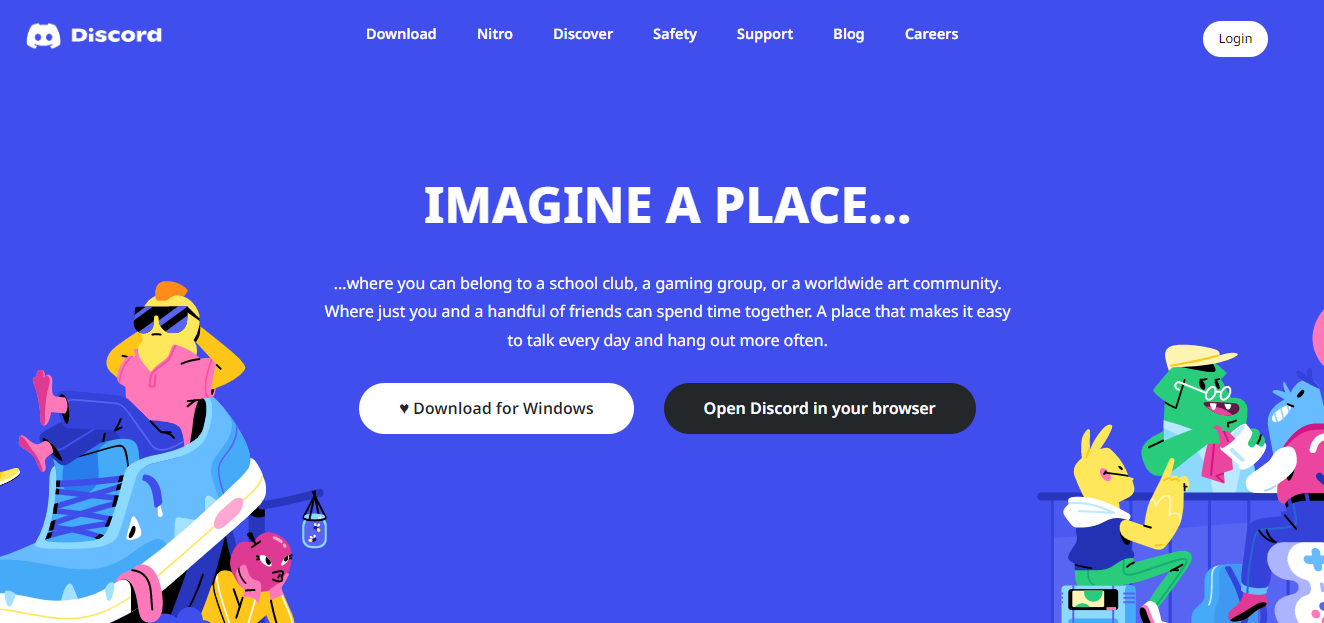 Discord
Download
Nitro
Discover
Safety
Support
Blog
Careers
Login
IMAGINE A PLACE...
...where you can belong to a school club, a gaming group, or a worldwide art community.
Where just you and a handful of friends can spend time together. A place that makes it easy
to talk every day and hang out more often.
♥ Download for Windows
Open Discord in your browser